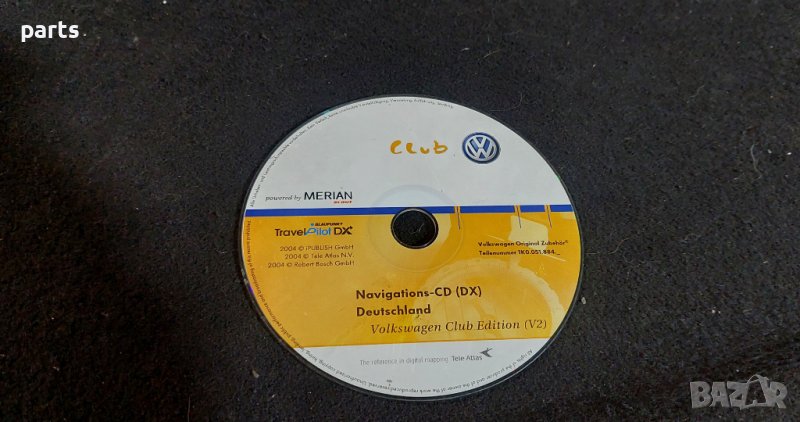 parts
Club
powered by MERIAN
scout
BLAUPUNKT
TravelPilot DX
2004 © iPUBLISH GmbH
2004 © Tele Atlas N.V.
2004 © Robert Bosch GmbH
Volkswagen Original Zubehör®
Teilenummer:1K0.051.884
Navigations-CD (DX)
Deutschland
Volkswagen Club Edition (V2)
The reference in digital mapping Tele Atlas
BAZAR